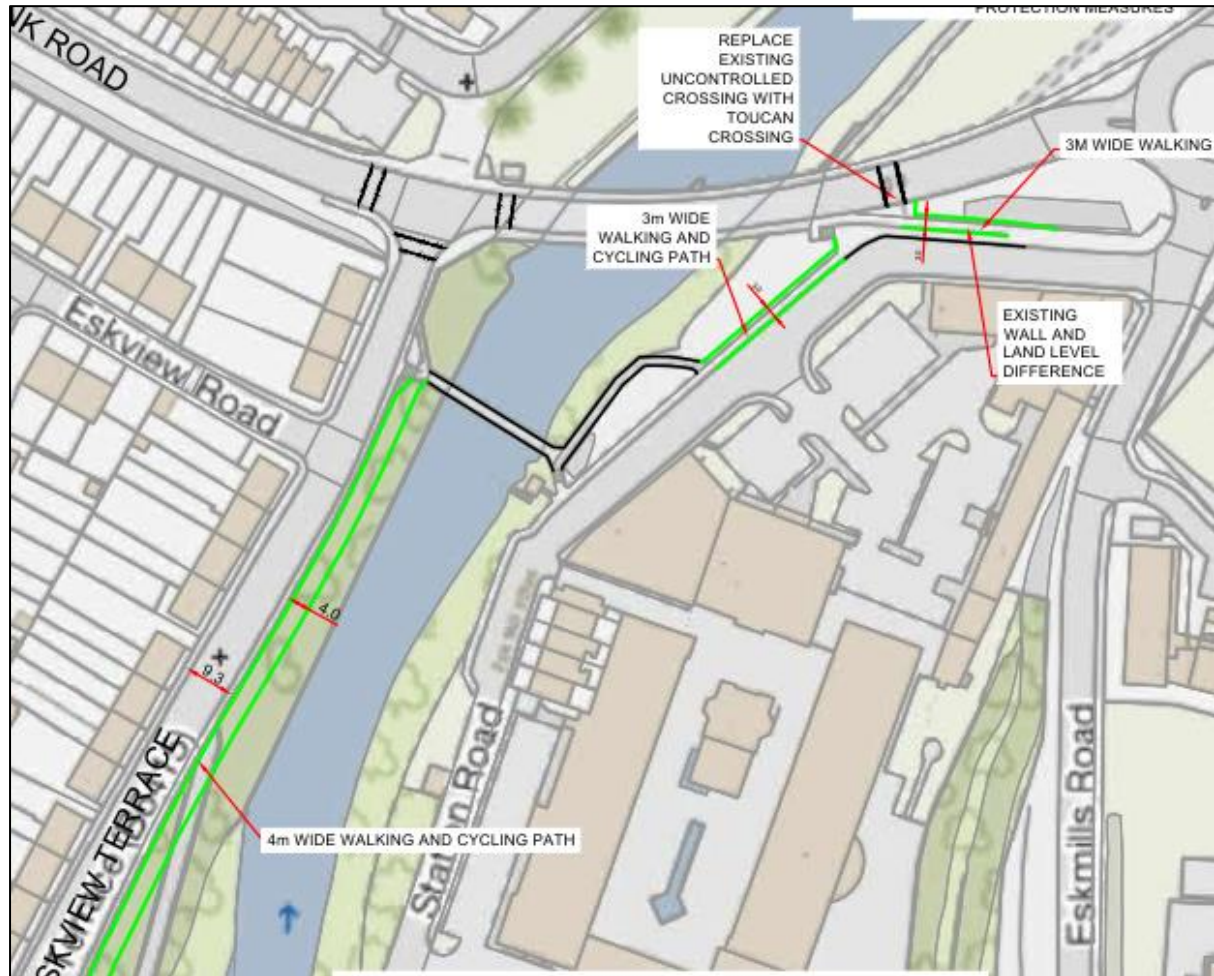 PROTECTION MEASURES
NK ROAD
REPLACE
EXISTING
UNCONTROLLED
CROSSING WITH
TOUCAN
CROSSING
3M WIDE WALKING
3m WIDE
WALKING AND
CYCLING PATH
EXISTING
WALL AND
LAND LEVEL
DIFFERENCE
Eskview Road
4.0
9.3
SKVIEW TERRACE
4m WIDE WALKING AND CYCLING PATH
Station Road
Eskmills Road